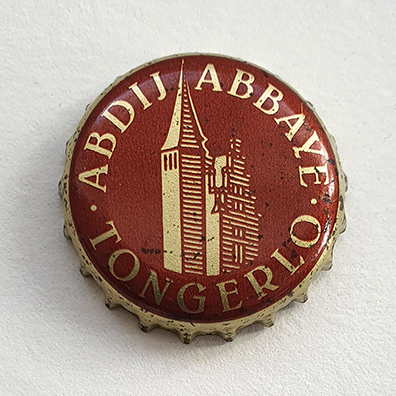 ABDIJ ABBAYE
· TONGERLO ·